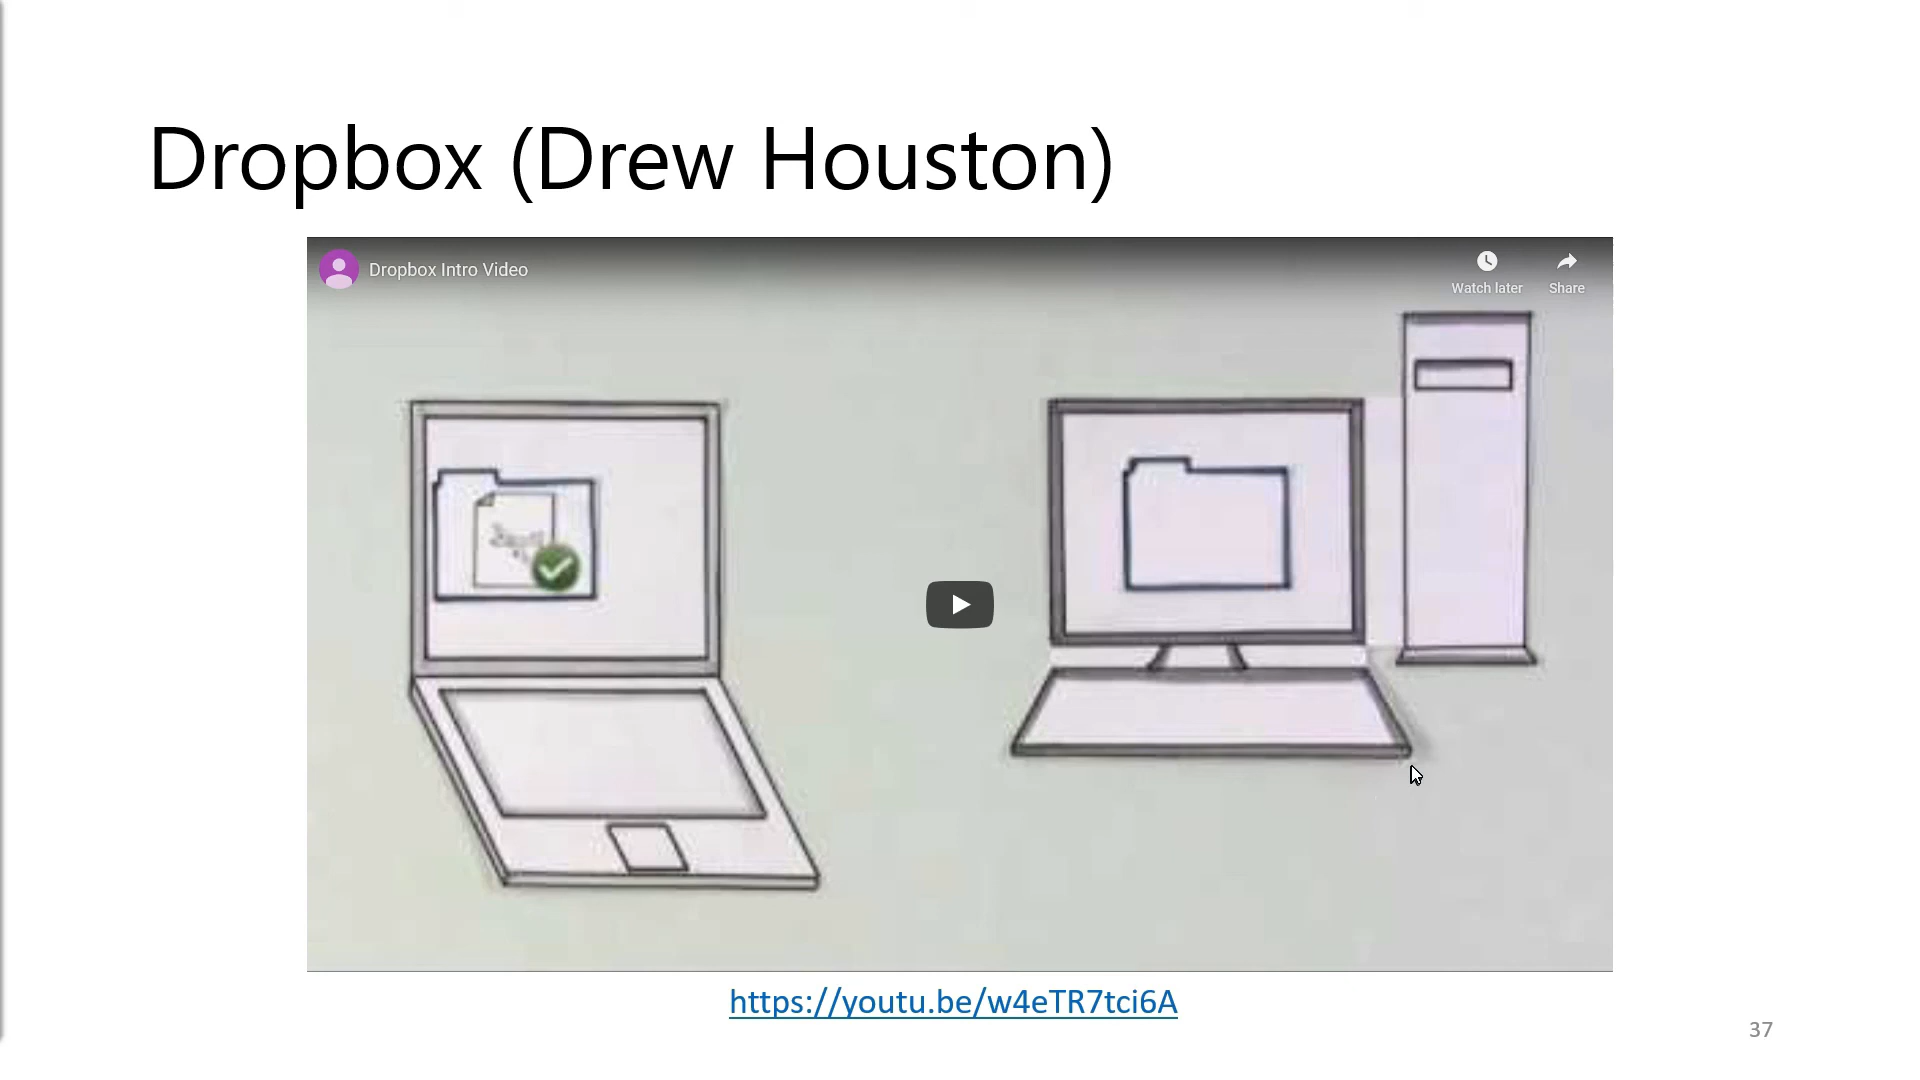 Dropbox (Drew Houston)
Dropbox Intro Video
Watch later
Share
https://youtu.be/w4eTR7tci6A
37